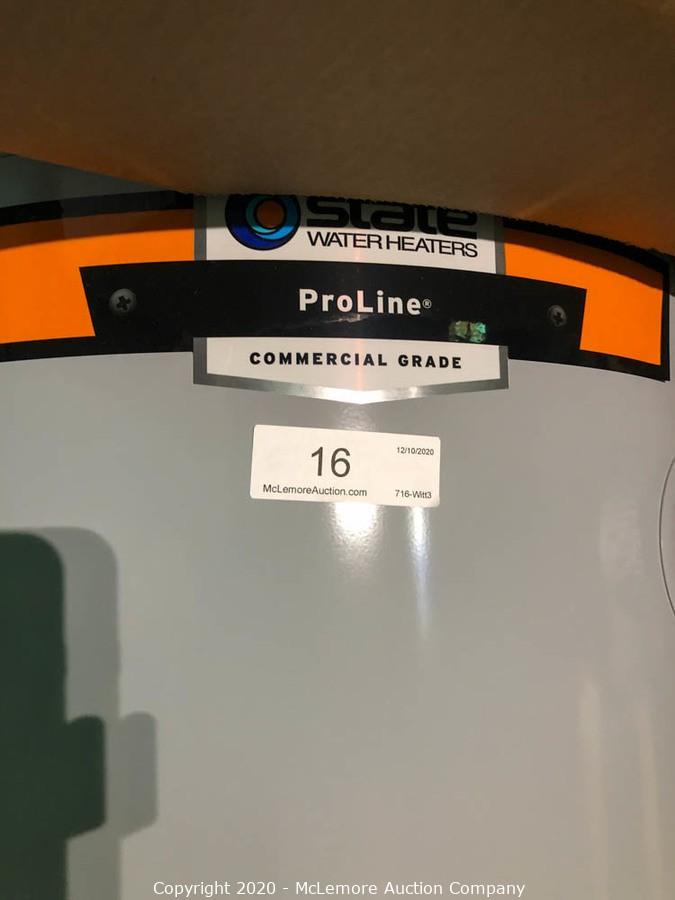 state
WATER HEATERS
ProLine®
COMMERCIAL GRADE
16
12/10/2020
McLemoreAuction.com
716-Witt3
Copyright 2020 - McLemore Auction Company